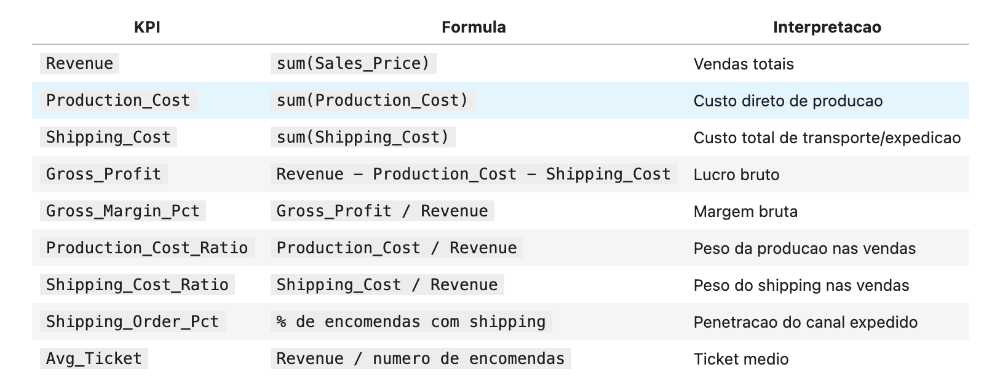 KPI Formula Interpretacao
Revenue sum(Sales_Price) Vendas totais
Production_Cost sum(Production_Cost) Custo direto de producao
Shipping_Cost sum(Shipping_Cost) Custo total de transporte/expedicao
Gross_Profit Revenue - Production_Cost - Shipping_Cost Lucro bruto
Gross_Margin_Pct Gross_Profit / Revenue Margem bruta
Production_Cost_Ratio Production_Cost / Revenue Peso da producao nas vendas
Shipping_Cost_Ratio Shipping_Cost / Revenue Peso do shipping nas vendas
Shipping_Order_Pct % de encomendas com shipping Penetracao do canal expedido
Avg_Ticket Revenue / numero de encomendas Ticket medio